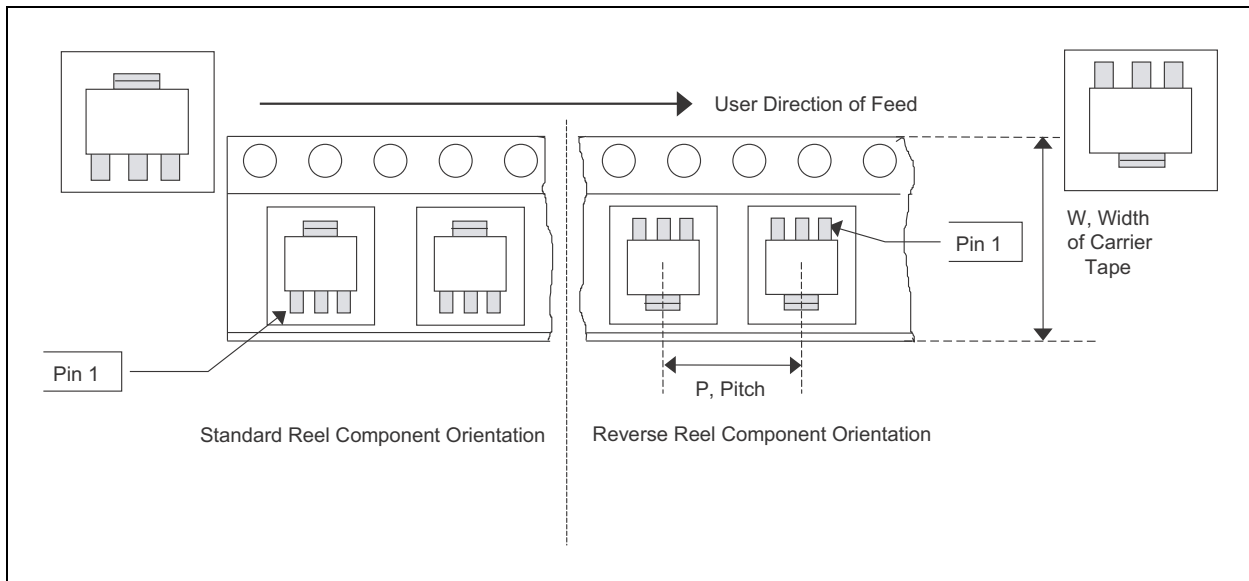 User Direction of Feed
Pin 1
W, Width
of Carrier
Tape
Pin 1
P, Pitch
Standard Reel Component Orientation
Reverse Reel Component Orientation